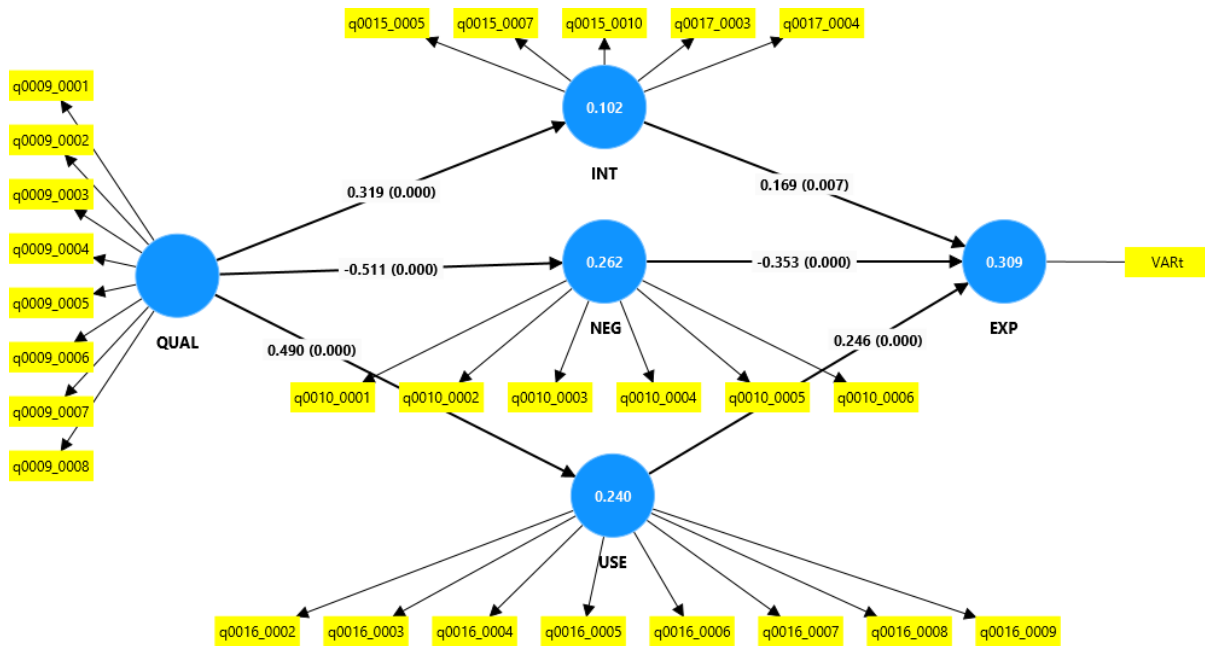 q0015_0005
q0015_0007
q0015_0010
q0017_0003
q0017_0004
q0009_0001
q0009_0002
q0009_0003
q0009_0004
q0009_0005
q0009_0006
q0009_0007
q0009_0008
QUAL
0.319 (0.000)
-0.511 (0.000)
0.490 (0.000)
0.102
INT
0.262
NEG
0.169 (0.007)
-0.353 (0.000)
0.246 (0.000)
0.309
EXP
VARt
q0010_0001
q0010_0002
q0010_0003
q0010_0004
q0010_0005
q0010_0006
0.240
USE
q0016_0002
q0016_0003
q0016_0004
q0016_0005
q0016_0006
q0016_0007
q0016_0008
q0016_0009